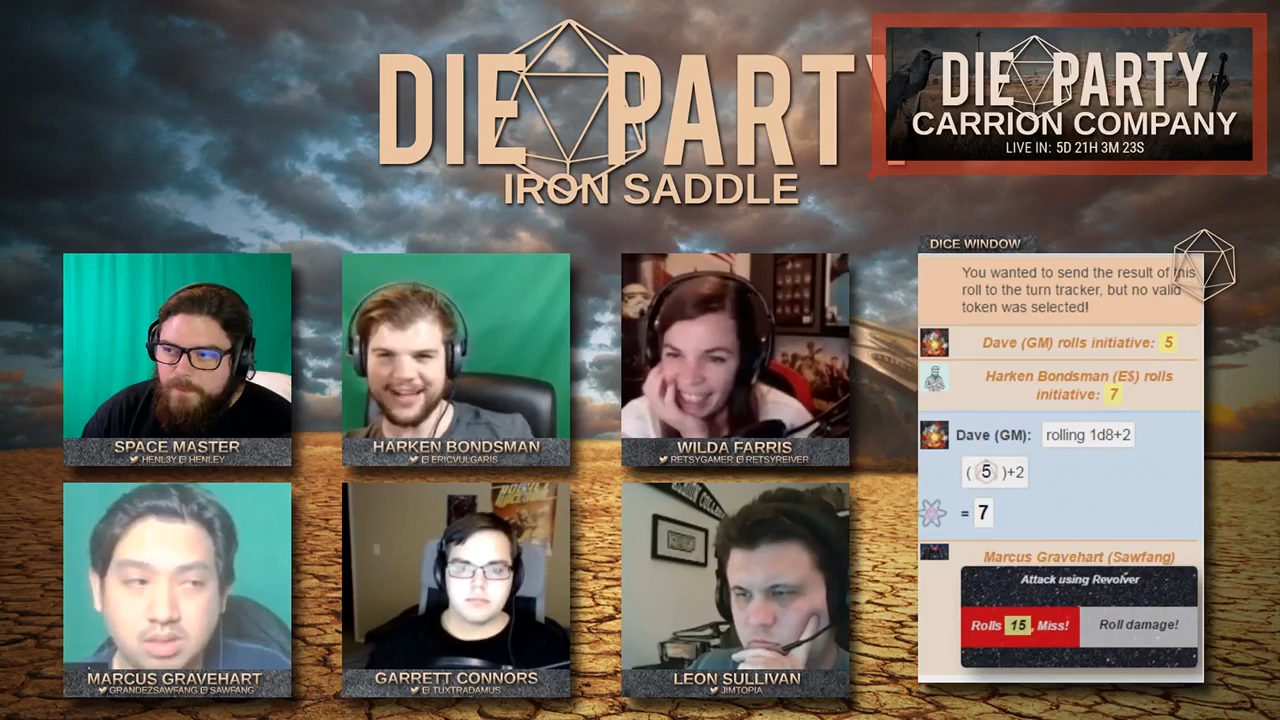 DIE PARTY
IRON SADDLE
DIE PARTY
CARRION COMPANY
LIVE IN: 5D 21H 3M 23S
SPACE MASTER
HENL3Y HENLEY
HARKEN BONDSMAN
ERICVULGARIS
WILDA FARRIS
RETSYGAMER RETSYREIVER
MARCUS GRAVEHART
GRANDEZSAWFANG SAWFANG
GARRETT CONNORS
TUXTRADAMUS
LEON SULLIVAN
JIMTOPIA
DICE WINDOW
You wanted to send the result of this
roll to the turn tracker, but no valid
token was selected!
Dave (GM) rolls initiative: 5
Harken Bondsman (E$) rolls
initiative: 7
Dave (GM): rolling 1d8+2
(5)+2
= 7
Marcus Gravehart (Sawfang)
Attack using Revolver
Rolls 15, Miss! Roll damage!